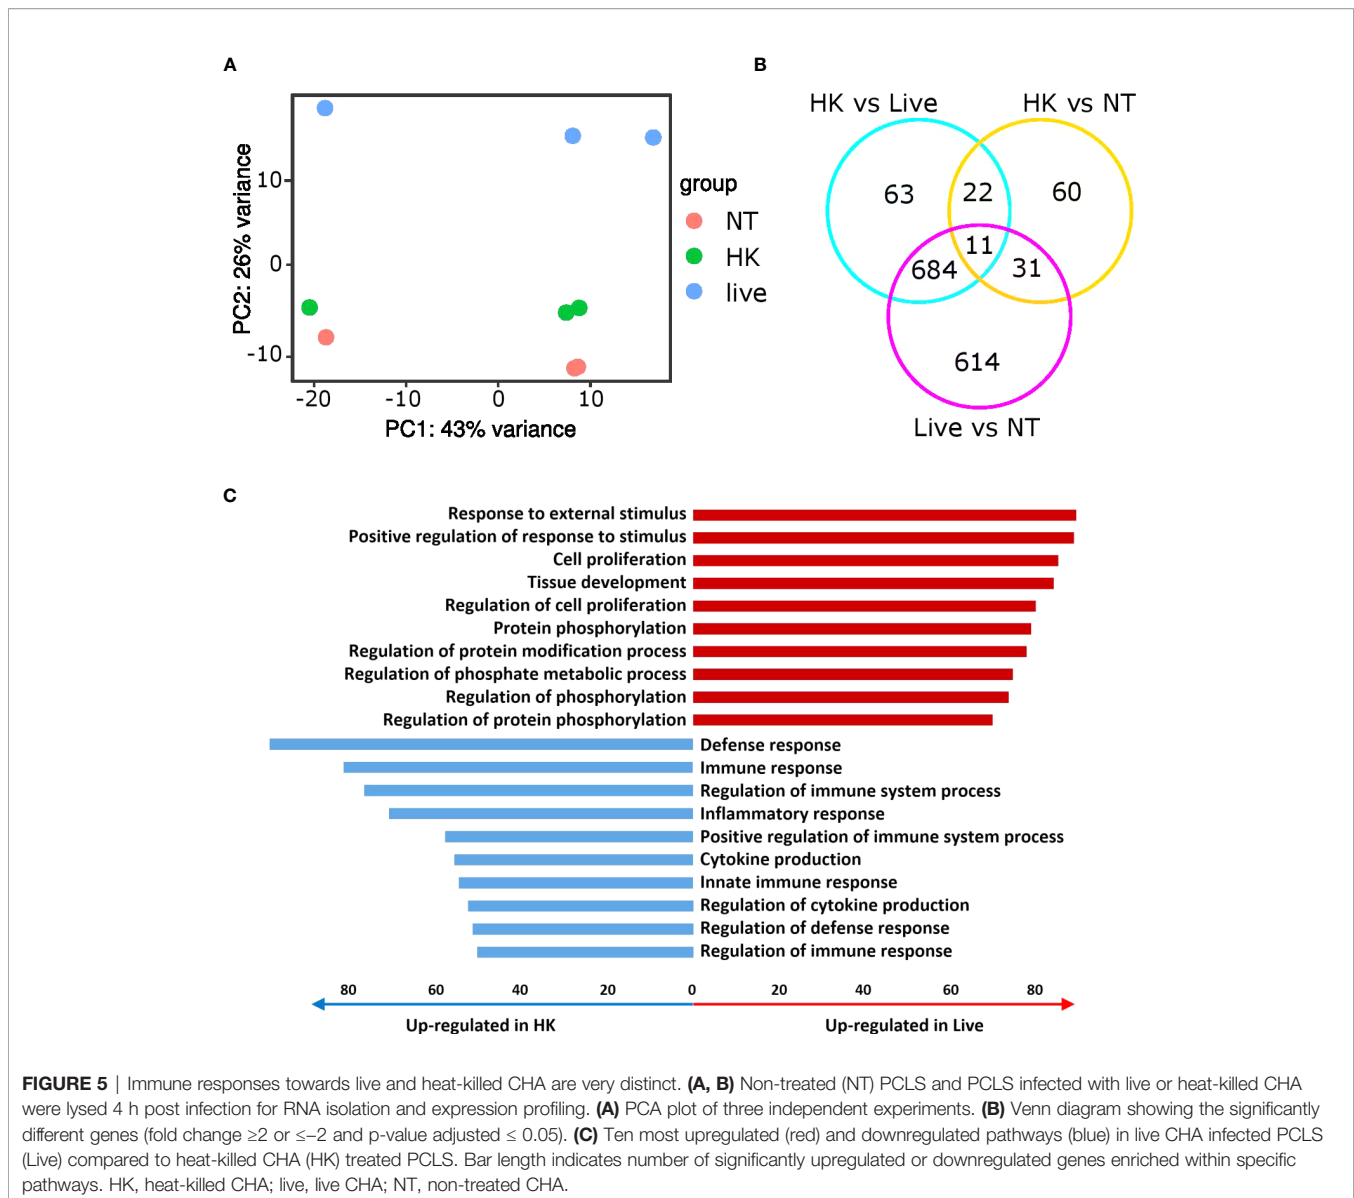 A
B
HK vs Live
HK vs NT
63
22
60
11
684
31
614
Live vs NT
PC2: 26% variance
10
0
-10
-20
-10
0
10
PC1: 43% variance
group
NT
HK
live
C
Response to external stimulus
Positive regulation of response to stimulus
Cell proliferation
Tissue development
Regulation of cell proliferation
Protein phosphorylation
Regulation of protein modification process
Regulation of phosphate metabolic process
Regulation of phosphorylation
Regulation of protein phosphorylation
Defense response
Immune response
Regulation of immune system process
Inflammatory response
Positive regulation of immune system process
Cytokine production
Innate immune response
Regulation of cytokine production
Regulation of defense response
Regulation of immune response
80 60 40 20 0 20 40 60 80
Up-regulated in HK
Up-regulated in Live
FIGURE 5 | Immune responses towards live and heat-killed CHA are very distinct. (A, B) Non-treated (NT) PCLS and PCLS infected with live or heat-killed CHA
were lysed 4 h post infection for RNA isolation and expression profiling. (A) PCA plot of three independent experiments. (B) Venn diagram showing the significantly
different genes (fold change ≥2 or ≤−2 and p-value adjusted ≤ 0.05). (C) Ten most upregulated (red) and downregulated pathways (blue) in live CHA infected PCLS
(Live) compared to heat-killed CHA (HK) treated PCLS. Bar length indicates number of significantly upregulated or downregulated genes enriched within specific
pathways. HK, heat-killed CHA; live, live CHA; NT, non-treated CHA.